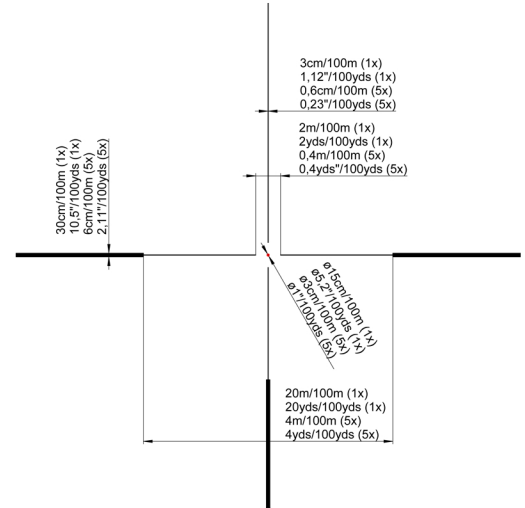 3cm/100m (1x)
1,12"/100yds (1x)
0,6cm/100m (5x)
0,23"/100yds (5x)
2m/100m (1x)
2yds/100yds (1x)
0,4m/100m (5x)
0,4yds"/100yds (5x)
30cm/100m (1x)
10,5"/100yds (1x)
6cm/100m (5x)
2,11"/100yds (5x)
ø15cm/100m (1x)
ø5,2"/100yds (1x)
ø3cm/100m (5x)
ø1"/100yds (5x)
20m/100m (1x)
20yds/100yds (1x)
4m/100m (5x)
4yds/100yds (5x)